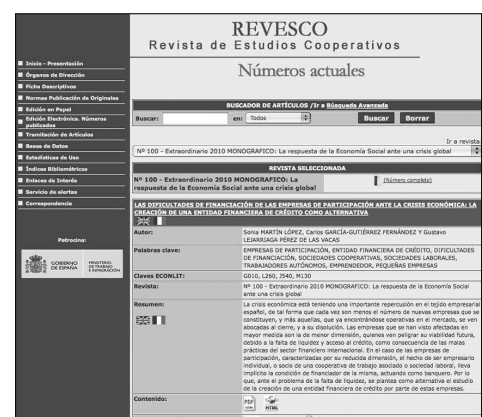 REVESCO
Revista de Estudios Cooperativos
Números actuales
Inicio - Presentación
Órganos de Dirección
Ficha Descriptiva
Normas Publicación de Originales
Edición en Papel
Edición Electrónica. Números
publicados
Tramitación de Artículos
Bases de Datos
Estadísticas de Uso
Índices Bibliométricos
Enlaces de Interés
Servicio de alertas
Correspondencia
Patrocina:
GOBIERNO
DE ESPAÑA
MINISTERIO
DE TRABAJO
E INMIGRACIÓN
BUSCADOR DE ARTÍCULOS /Ir a Búsqueda Avanzada
Buscar:
en:
Todos
Buscar
Borrar
Ir a revista
Nº 100 - Extraordinario 2010 MONOGRAFICO: La respuesta de la Economía Social ante una crisis global
REVISTA SELECCIONADA
Nº 100 - Extraordinario 2010 MONOGRAFICO: La
respuesta de la Economía Social ante una crisis global
[Número completo]
LAS DIFICULTADES DE FINANCIACIÓN DE LAS EMPRESAS DE PARTICIPACIÓN ANTE LA CRISIS ECONÓMICA: LA
CREACIÓN DE UNA ENTIDAD FINANCIERA DE CRÉDITO COMO ALTERNATIVA
Autor:
Sonia MARTÍN LÓPEZ, Carlos GARCÍA-GUTIÉRREZ FERNÁNDEZ Y Gustavo
LEJARRIAGA PÉREZ DE LAS VACAS
Palabras clave:
EMPRESAS DE PARTICIPACIÓN, ENTIDAD FINANCIERA DE CRÉDITO, DIFICULTADES
DE FINANCIACIÓN, SOCIEDADES COOPERATIVAS, SOCIEDADES LABORALES,
TRABAJADORES AUTÓNOMOS, EMPRENDEDOR, PEQUEÑAS EMPRESAS
Claves ECONLIT:
G010, L260, J540, M130
Revista:
Nº 100 - Extraordinario 2010 MONOGRAFICO: La respuesta de la Economía Social
ante una crisis global
Resumen:
La crisis económica está teniendo una importante repercusión en el tejido empresarial
español, de tal forma que cada vez son menos el número de nuevas empresas que se
constituyen, y más aquellas, que ya encontrándose operativas en el mercado, se ven
abocadas al cierre, y a su disolución. Las empresas que se han visto afectadas en
mayor medida son la de menor dimensión, quienes ven peligrar su viabilidad futura,
debido a la falta de liquidez y acceso al crédito, como consecuencia de las malas
prácticas del sector financiero internacional. En el caso de las empresas de
participación, caracterizadas por su reducida dimensión, el hecho de ser empresario
individual, o socio de una cooperativa de trabajo asociado o sociedad laboral, lleva
implícito la condición de financiador de la misma, actuando como banquero. Por lo
que, ante el problema de la falta de liquidez, se plantea como alternativa el estudio
de la creación de una entidad financiera de crédito por parte de estas empresas.
Contenido:
PDF
HTML